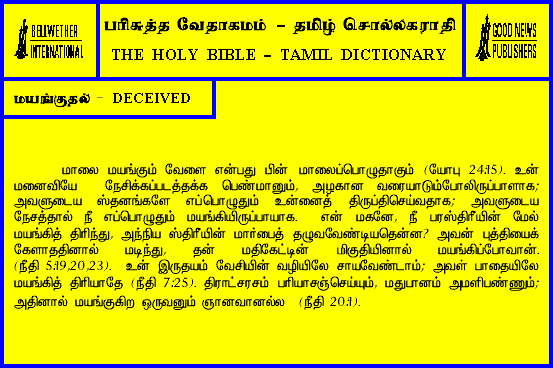 BELLWETHER
INTERNATIONAL
பரிசுத்த வேதாகமம் - தமிழ் சொல்லகராதி
THE HOLY BIBLE - TAMIL DICTIONARY
GOOD NEWS
PUBLISHERS
மயங்குதல் - DECEIVED
மாலை மயங்கும் வேளை என்பது பின் மாலைப்பொழுதாகும் (யோபு 24:15). உன்
மனைவியே நேசிக்கப்படத்தக்க பெண்மானும், அழகான வரையாடும்போலிருப்பாளாக;
அவளுடைய ஸ்தனங்களே எப்பொழுதும் உன்னைத் திருப்திசெய்வதாக; அவளுடைய
நேசத்தால் நீ எப்பொழுதும் மயங்கியிருப்பாயாக. என் மகனே, நீ பரஸ்திரீயின் மேல்
மயங்கித் திரிந்து, அந்நிய ஸ்திரீயின் மார்பைத் தழுவவேண்டியதென்ன? அவன் புத்தியைக்
கேளாததினால் மடிந்து, தன் மதிகேட்டின் மிகுதியினால் மயங்கிப்போவான்.
(நீதி 5:19,20,23). உன் இருதயம் வேசியின் வழியிலே சாயவேண்டாம்; அவள் பாதையிலே
மயங்கித் திரியாதே (நீதி 7:25). திராட்சரசம் பரியாசஞ்செய்யும், மதுபானம் அமளிபண்ணும்;
அதினால் மயங்குகிற ஒருவனும் ஞானவானல்ல (நீதி 20:1).